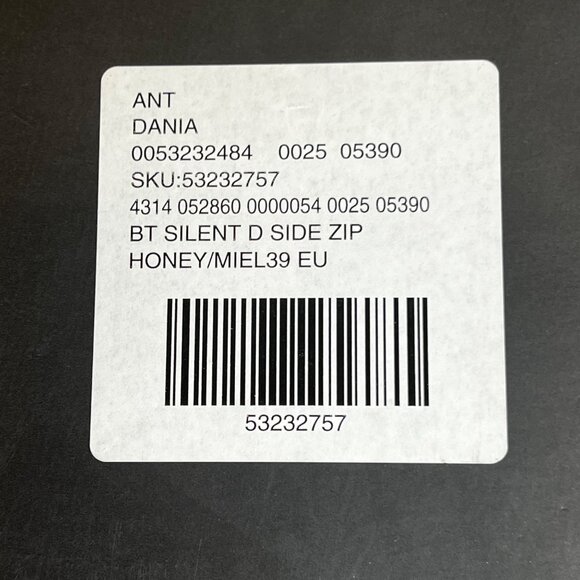 ANT
DANIA
0053232484 0025 05390
SKU:53232757
4314 052860 0000054 0025 05390
BT SILENT D SIDE ZIP
HONEY/MIEL39 EU
53232757